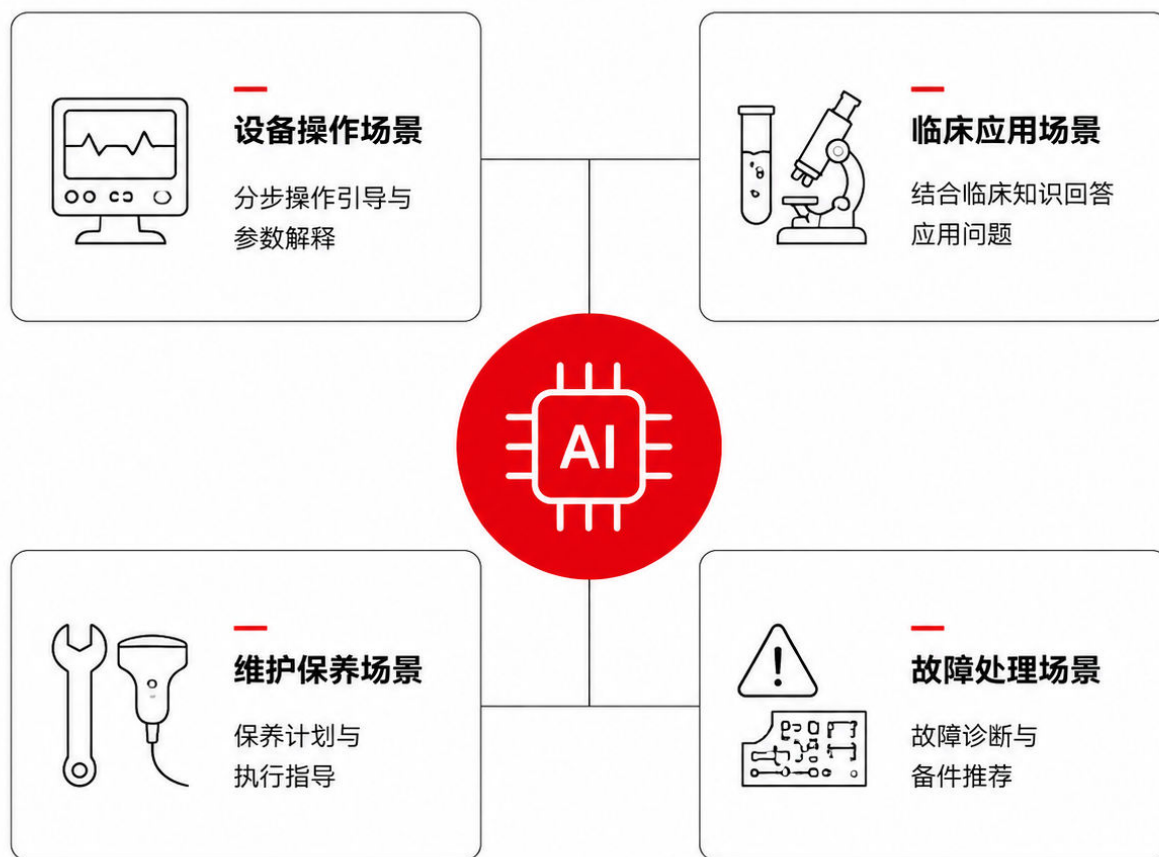 设备操作场景
分步操作引导与
参数解释
临床应用场景
结合临床知识回答
应用问题
AI
维护保养场景
保养计划与
执行指导
故障处理场景
故障诊断与
备件推荐